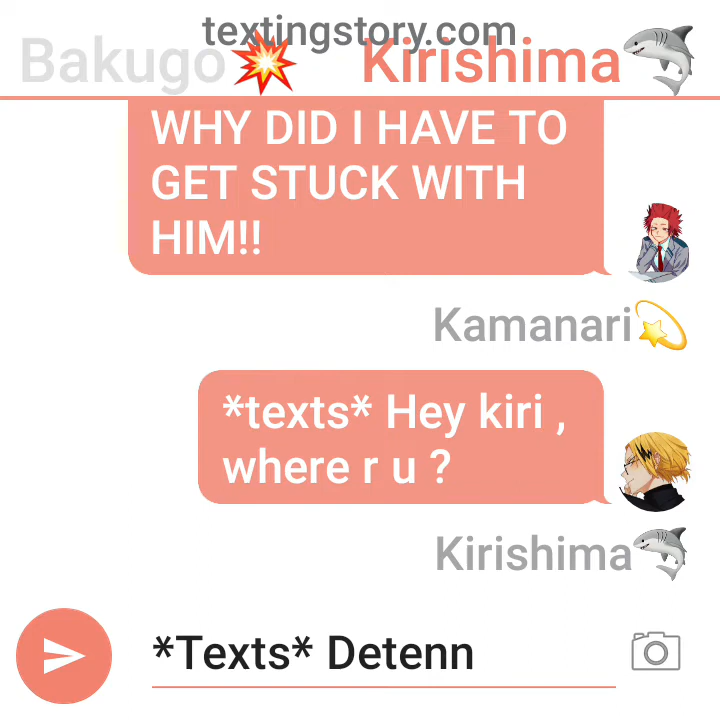 textingstory.com
Bakugo💥 Kirishima🦈
WHY DID I HAVE TO
GET STUCK WITH
HIM!!
Kamanari💫
*texts* Hey kiri ,
where r u ?
Kirishima🦈
*Texts* Detenn